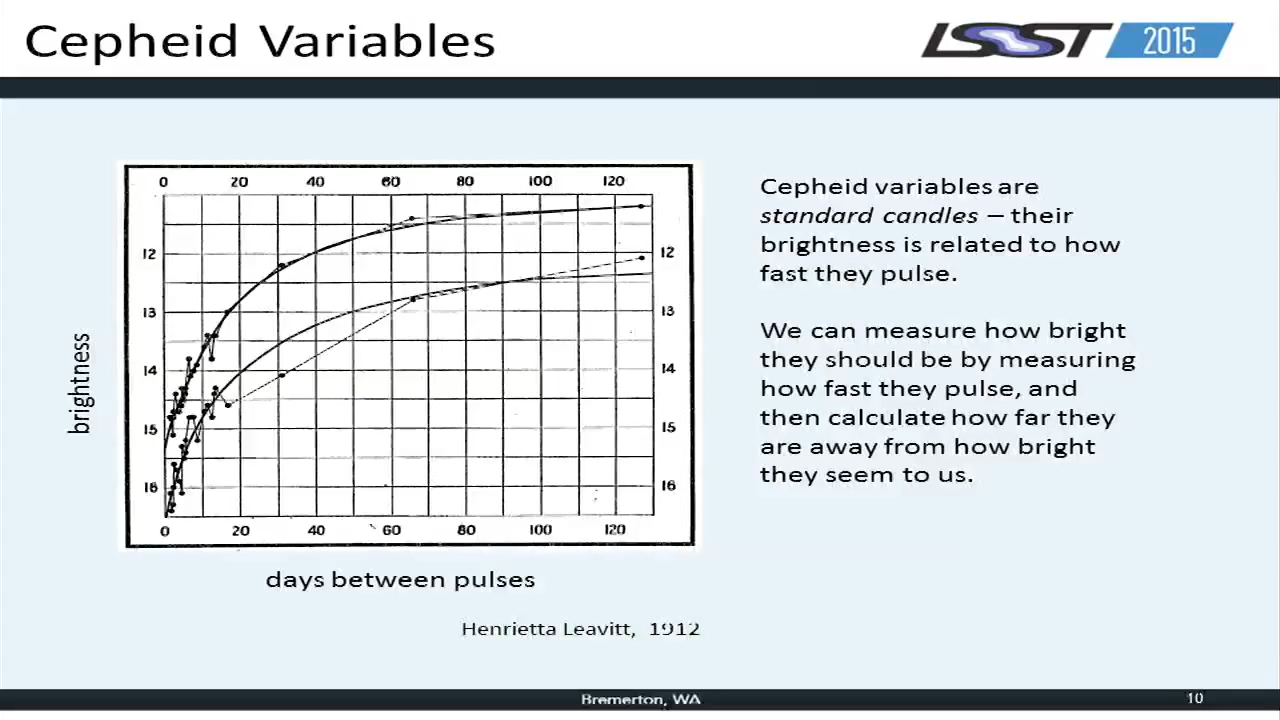 Cepheid Variables
LSST 2015
0 20 40 60 80 100 120
12 12
13 13
14 14
15 15
16 16
0 20 40 60 80 100 120
brightness
days between pulses
Henrietta Leavitt, 1912
Cepheid variables are
standard candles – their
brightness is related to how
fast they pulse.
We can measure how bright
they should be by measuring
how fast they pulse, and
then calculate how far they
are away from how bright
they seem to us.
Bremerton, WA
10